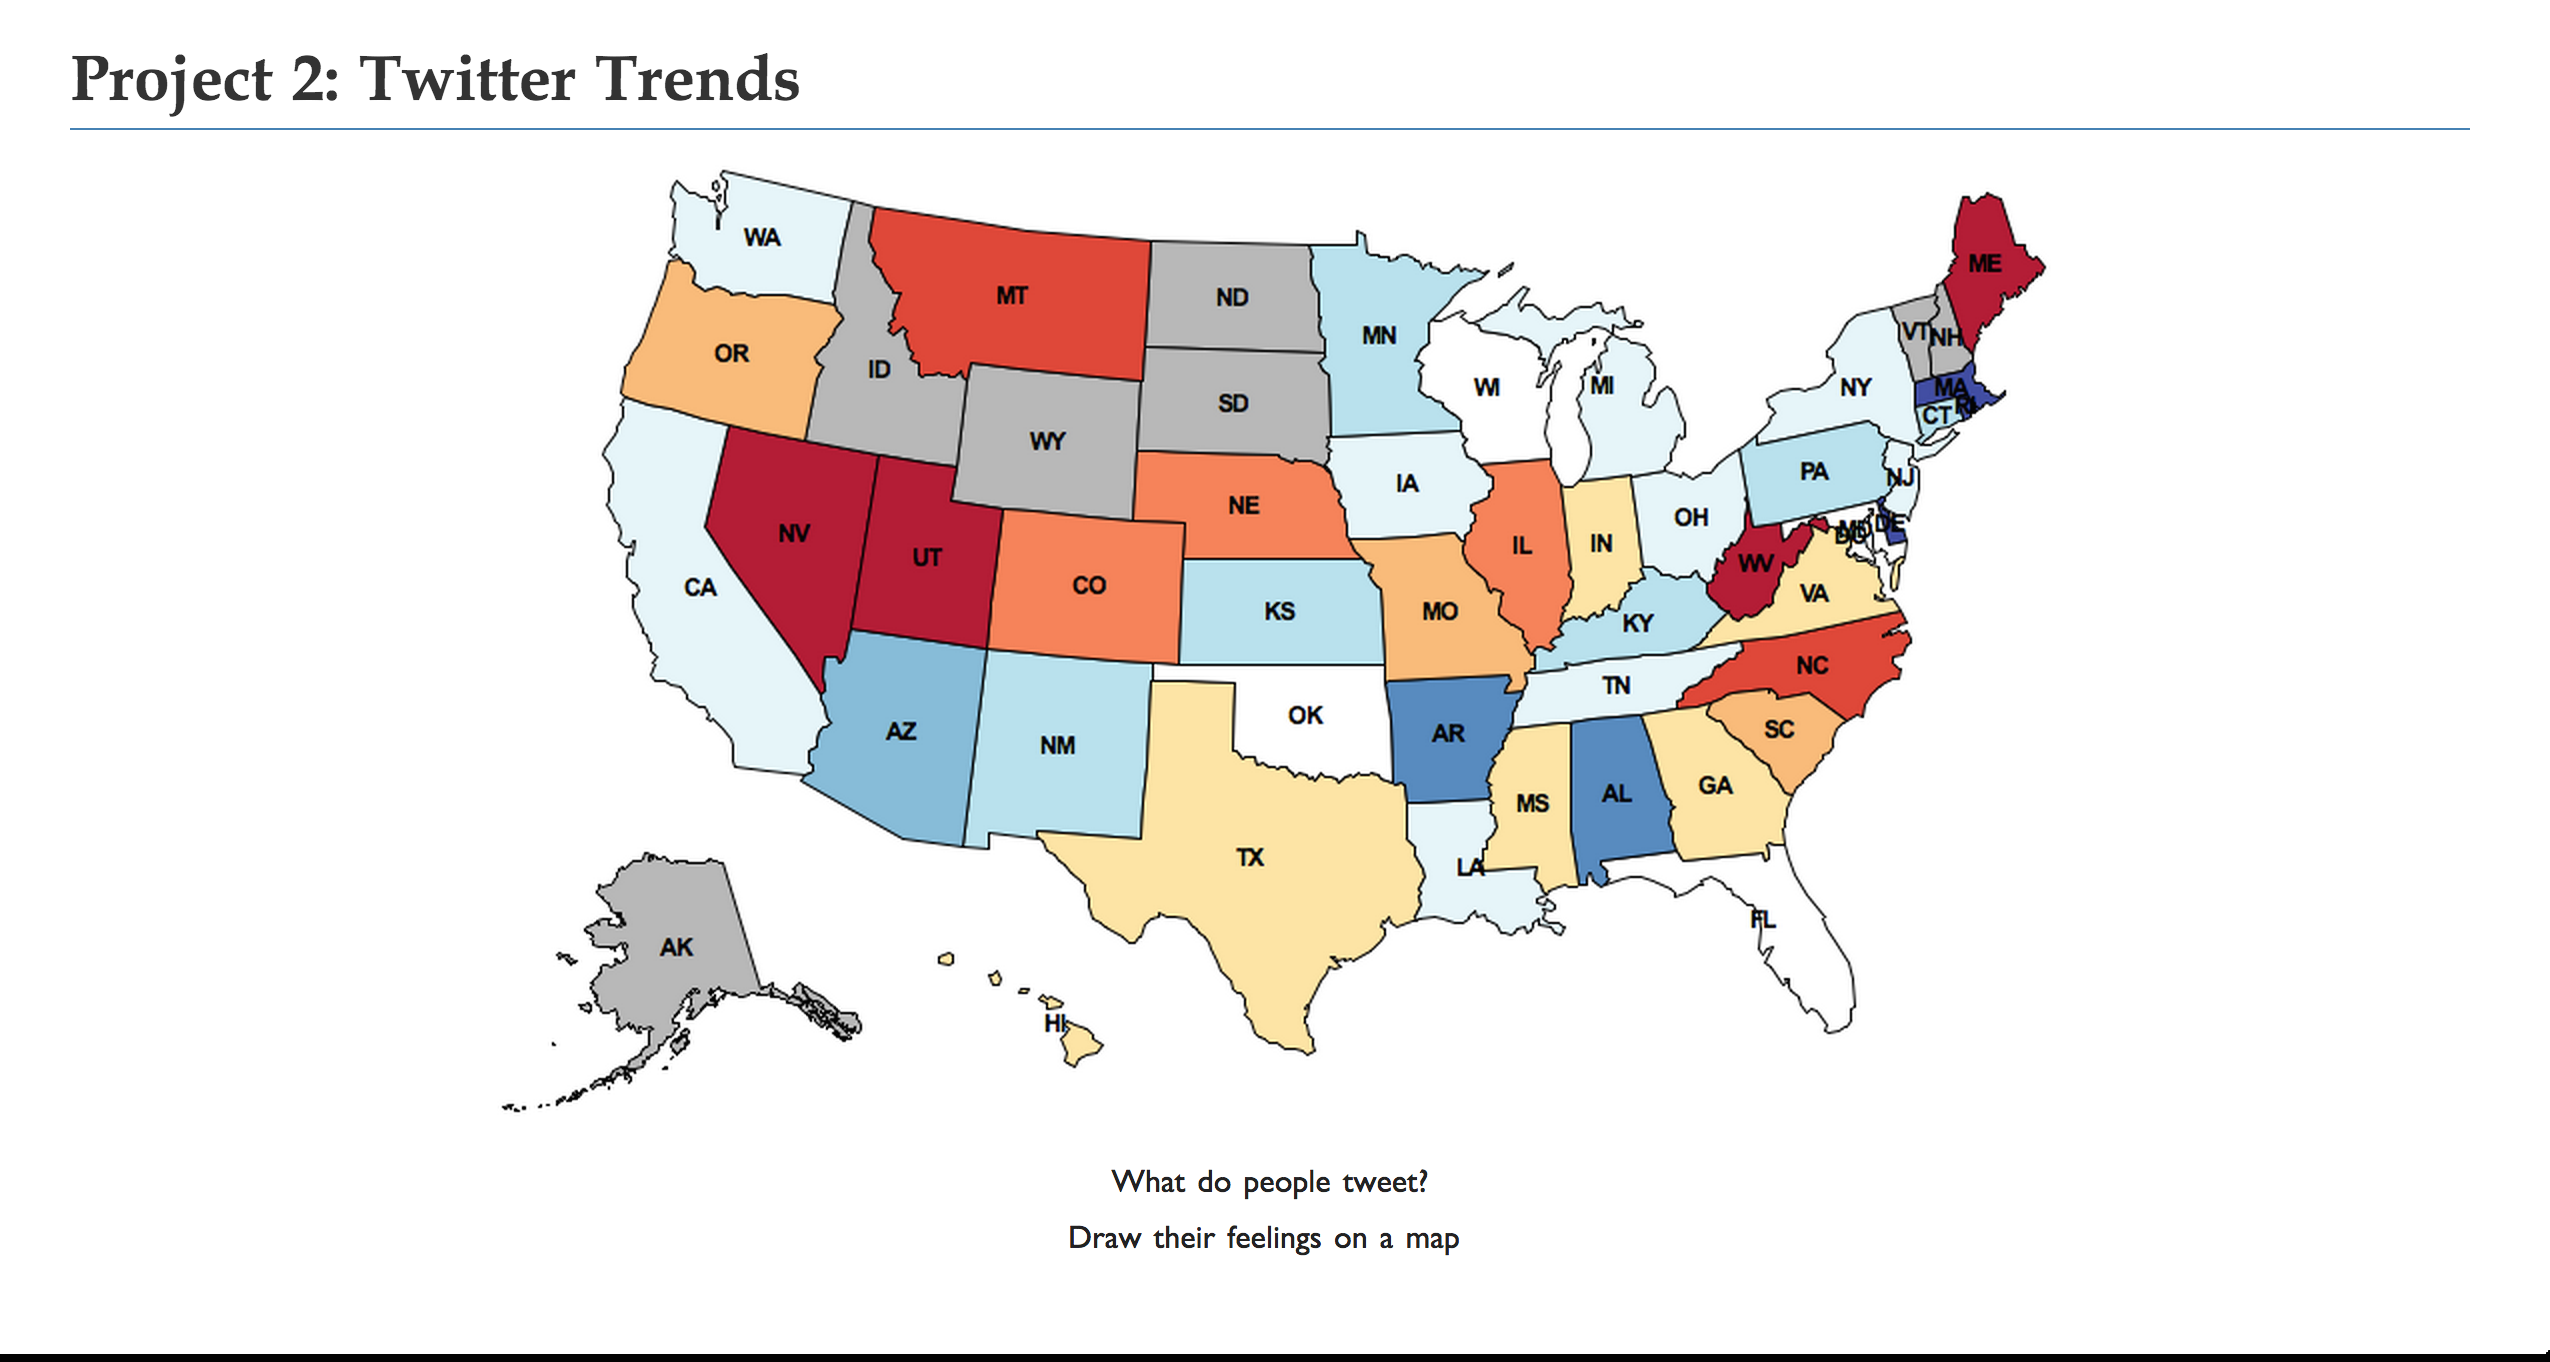 Project 2: Twitter Trends
WA
MT
ND
MN
ME
OR
ID
SD
WI
MI
NY
VT
NH
MA
RI
CT
WY
NE
IA
PA
NJ
NV
UT
CO
IL
IN
OH
MD
DC
DE
WV
CA
KS
MO
KY
VA
AZ
NM
OK
AR
TN
NC
SC
TX
LA
MS
AL
GA
FL
AK
HI
What do people tweet?
Draw their feelings on a map